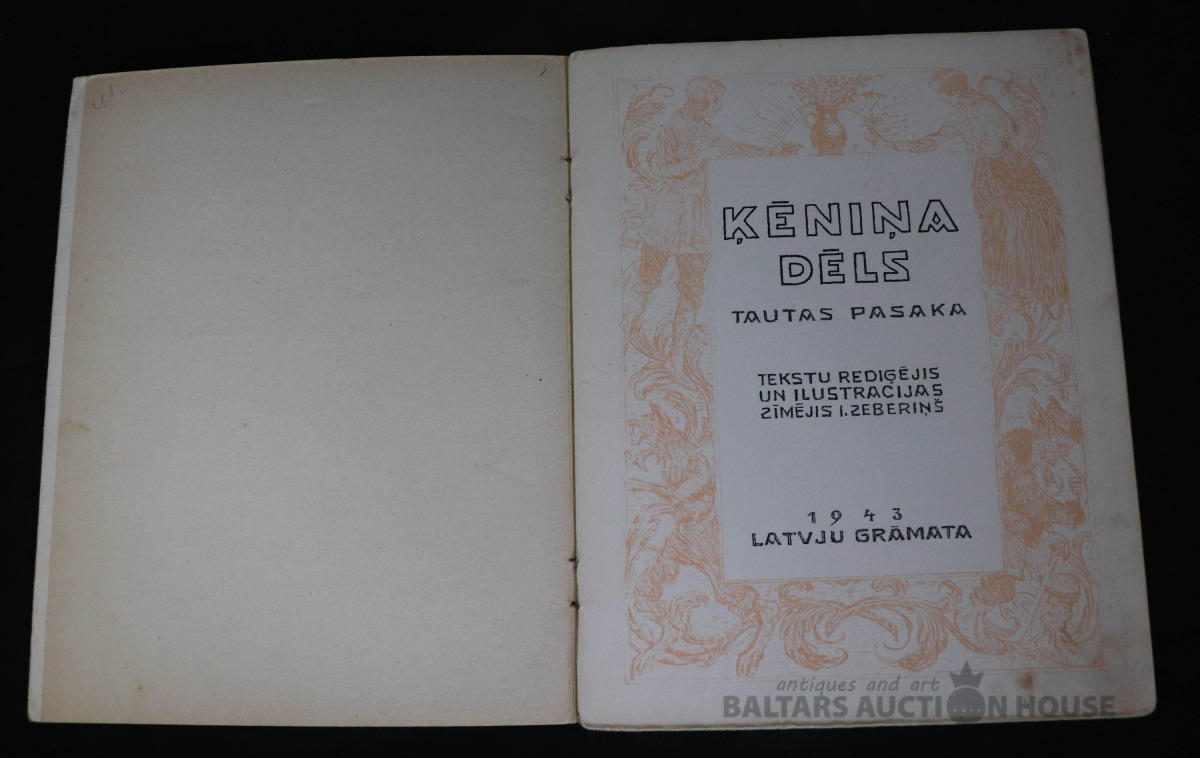 ĶĒNIŅA
DĒLS
TAUTAS PASAKA
TEKSTU REDIĢĒJIS
UN ILUSTRĀCIJAS
ZĪMĒJIS I.ZEBERIŅŠ
1943
LATVJU GRĀMATA
antiques and art
BALTARS AUCTION HOUSE